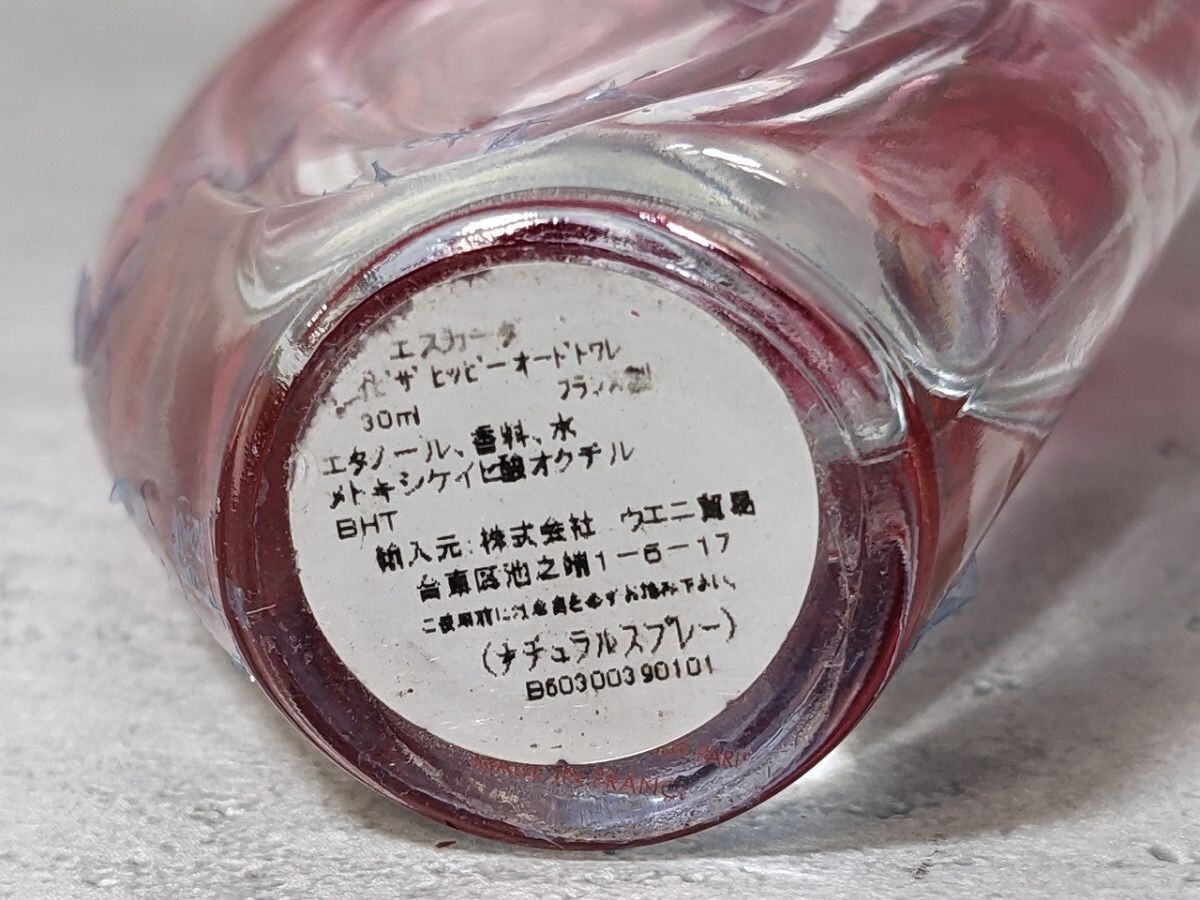 エスカーダ
イビザ ヒッピー オードトワレ
フランス製
30ml
エタノール、香料、水
メトキシケイヒ酸オクチル
BHT
輸入元:株式会社 ウエニ貿易
台東区池之端1-6-17
ご使用前に注意書を必ずお読み下さい。
(ナチュラルスプレー)
B60300390101
PARIS
MADE IN FRANCE